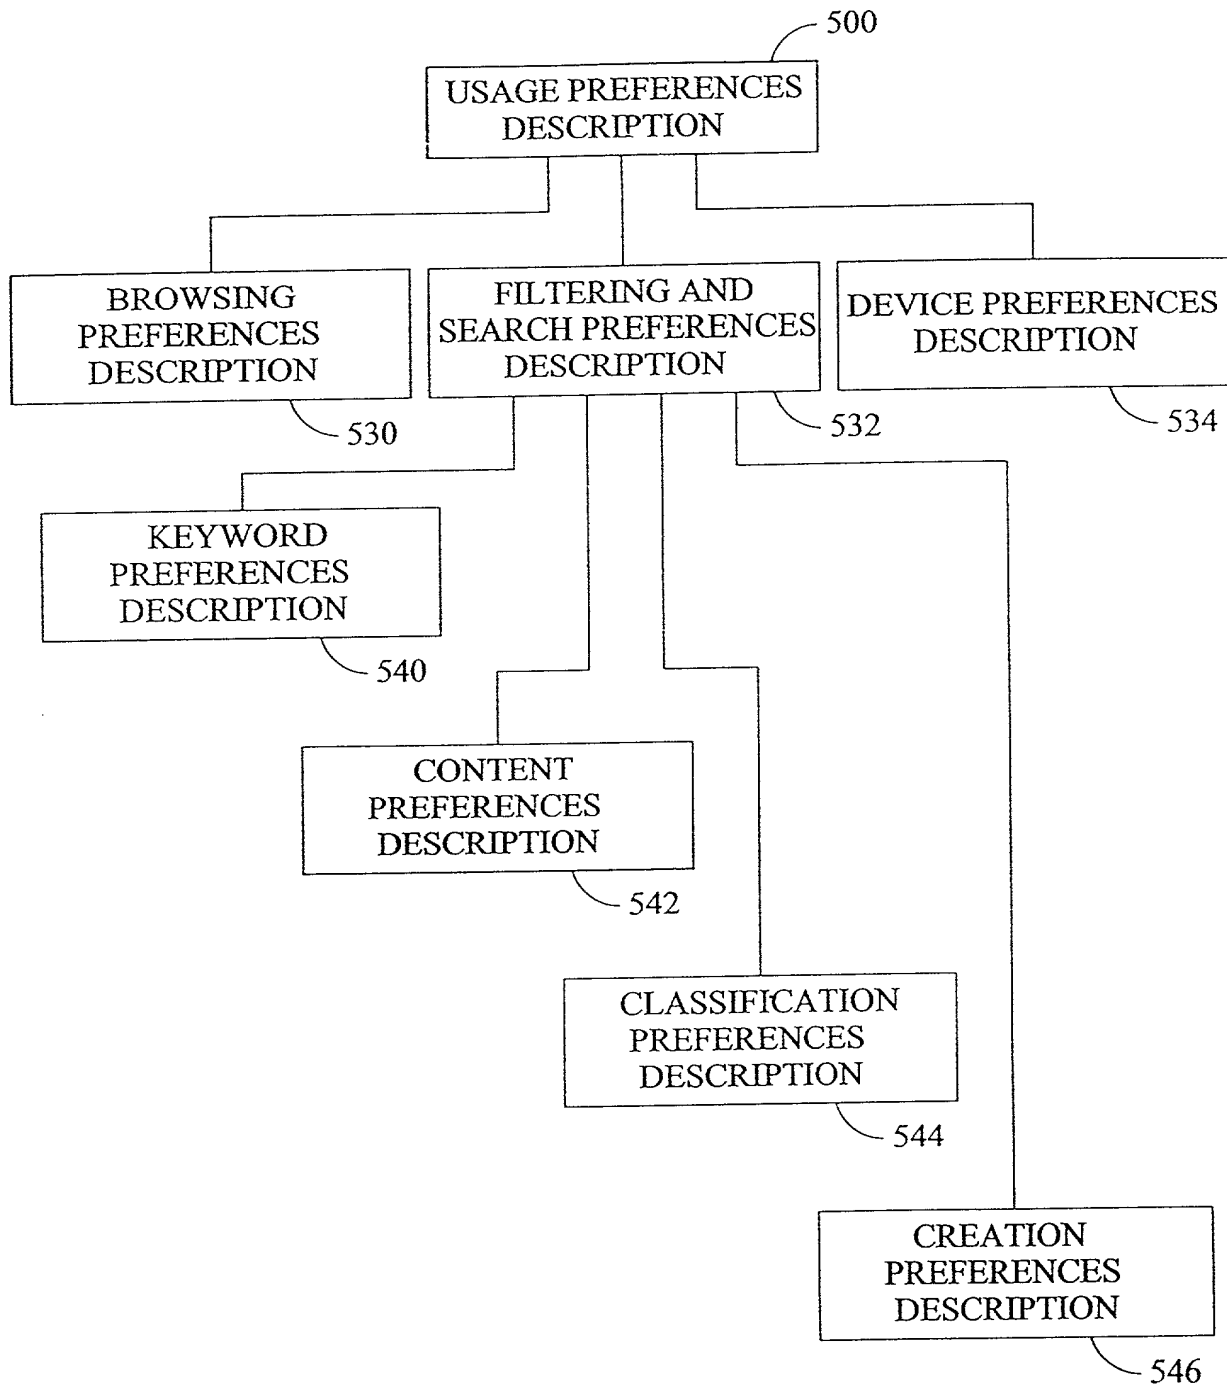 500
USAGE PREFERENCES
DESCRIPTION
BROWSING
PREFERENCES
DESCRIPTION
530
FILTERING AND
SEARCH PREFERENCES
DESCRIPTION
532
DEVICE PREFERENCES
DESCRIPTION
534
KEYWORD
PREFERENCES
DESCRIPTION
540
CONTENT
PREFERENCES
DESCRIPTION
542
CLASSIFICATION
PREFERENCES
DESCRIPTION
544
CREATION
PREFERENCES
DESCRIPTION
546